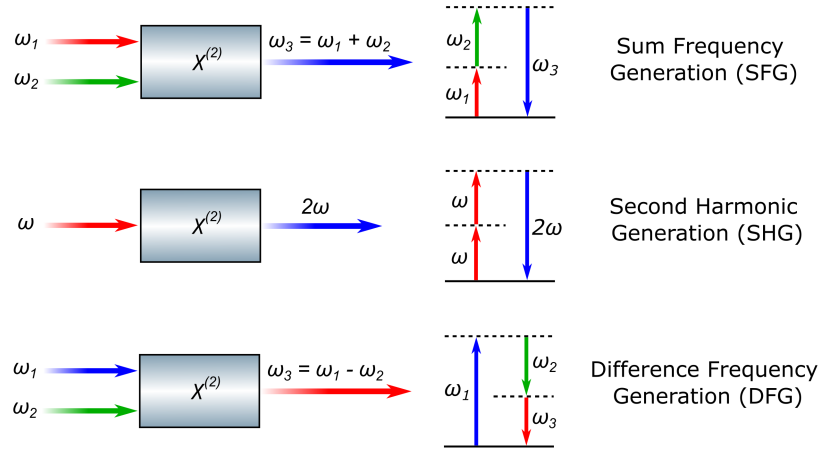 ω₁
ω₂
χ⁽²⁾
ω₃ = ω₁ + ω₂
ω₂
ω₁
ω₃
Sum Frequency
Generation (SFG)
ω
χ⁽²⁾
2ω
ω
ω
2ω
Second Harmonic
Generation (SHG)
ω₁
ω₂
χ⁽²⁾
ω₃ = ω₁ - ω₂
ω₁
ω₂
ω₃
Difference Frequency
Generation (DFG)